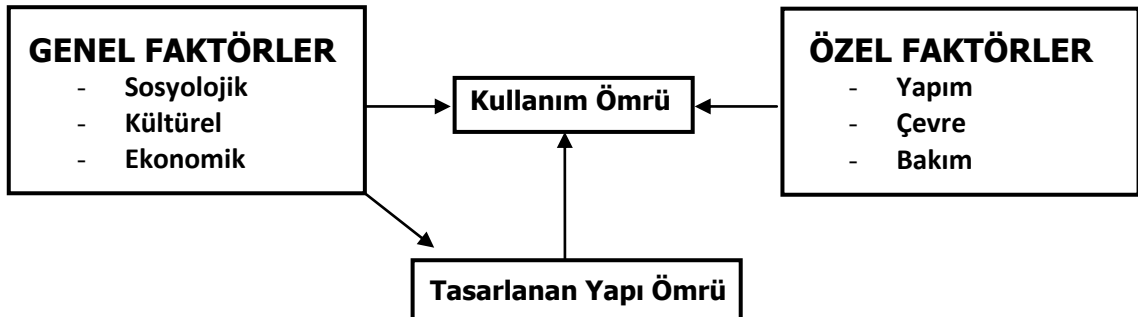 GENEL FAKTÖRLER
- Sosyolojik
- Kültürel
- Ekonomik
Kullanım Ömrü
ÖZEL FAKTÖRLER
- Yapım
- Çevre
- Bakım
Tasarlanan Yapı Ömrü